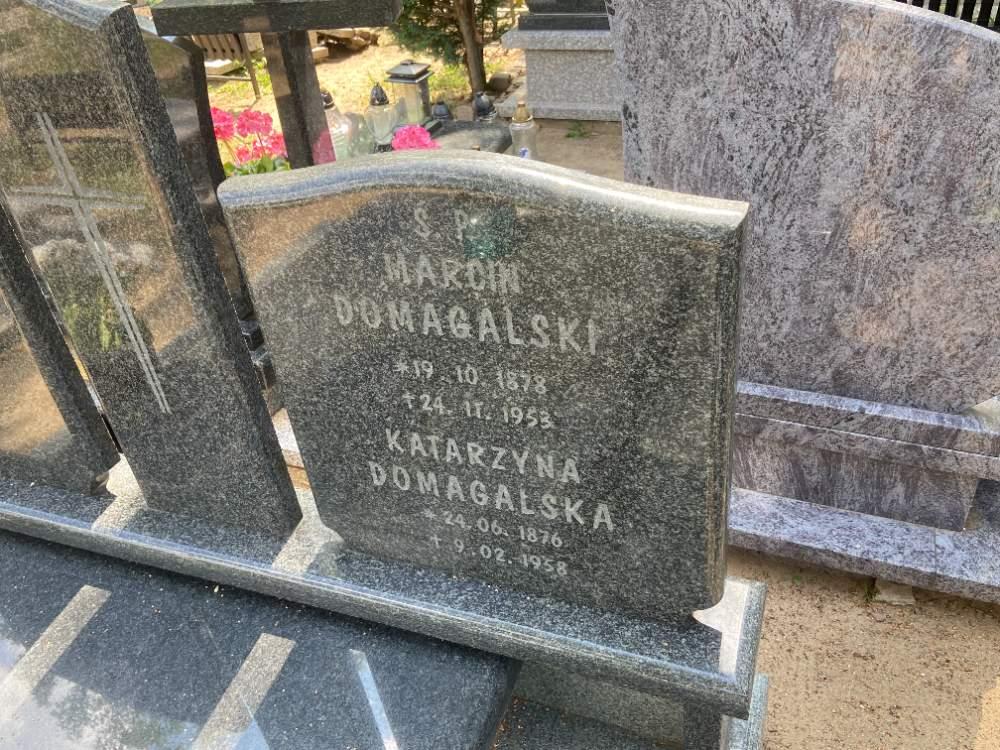 Ś P
MARCIN
DOMAGALSKI
*19. 10. 1878
+24. 11. 1953
KATARZYNA
DOMAGALSKA
*24. 06. 1876
+ 9. 02. 1958